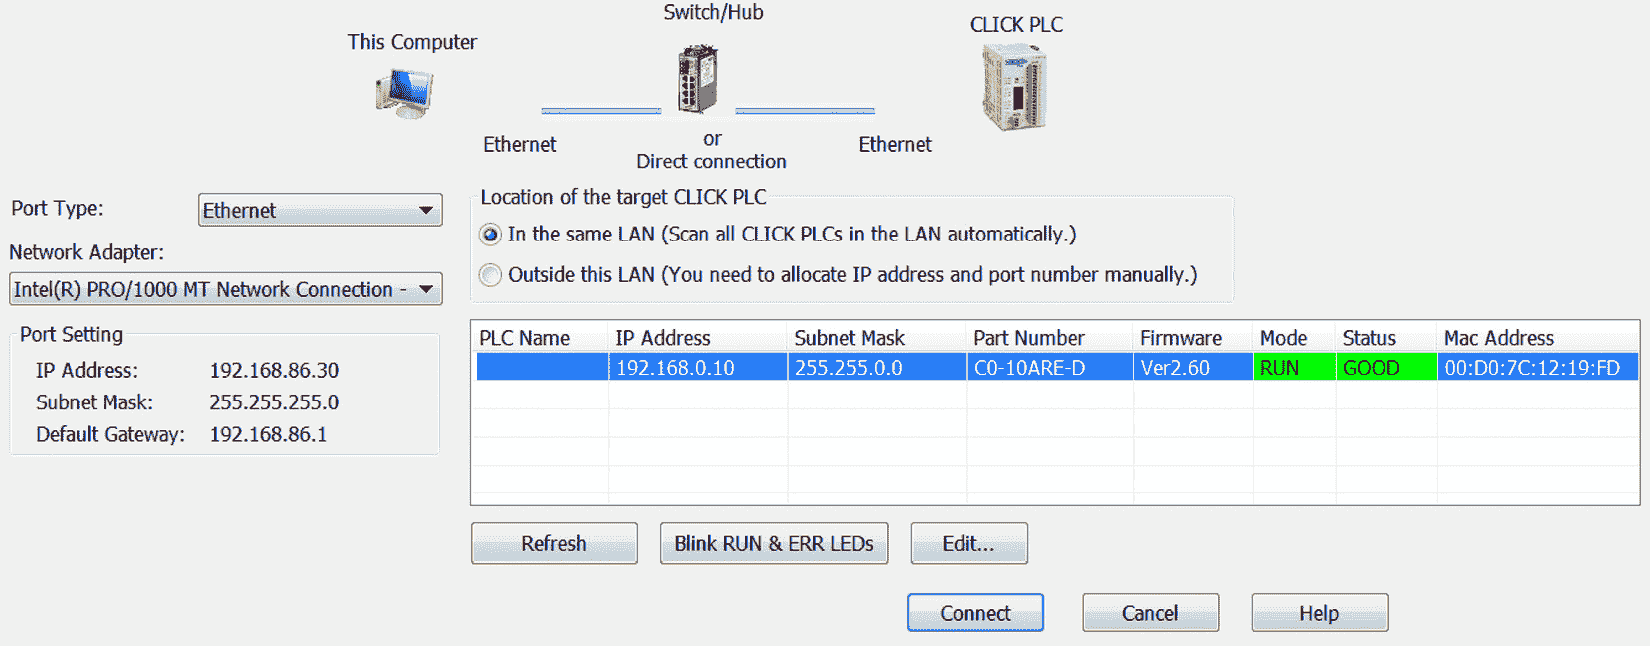 Switch/Hub
This Computer
CLICK PLC
Ethernet
or
Direct connection
Ethernet
Port Type:
Ethernet
Network Adapter:
Intel(R) PRO/1000 MT Network Connection -
Port Setting
IP Address: 192.168.86.30
Subnet Mask: 255.255.255.0
Default Gateway: 192.168.86.1
Location of the target CLICK PLC
In the same LAN (Scan all CLICK PLCs in the LAN automatically.)
Outside this LAN (You need to allocate IP address and port number manually.)
PLC Name IP Address Subnet Mask Part Number Firmware Mode Status Mac Address
192.168.0.10 255.255.0.0 C0-10ARE-D Ver2.60 RUN GOOD 00:D0:7C:12:19:FD
Refresh Blink RUN & ERR LEDs Edit...
Connect Cancel Help